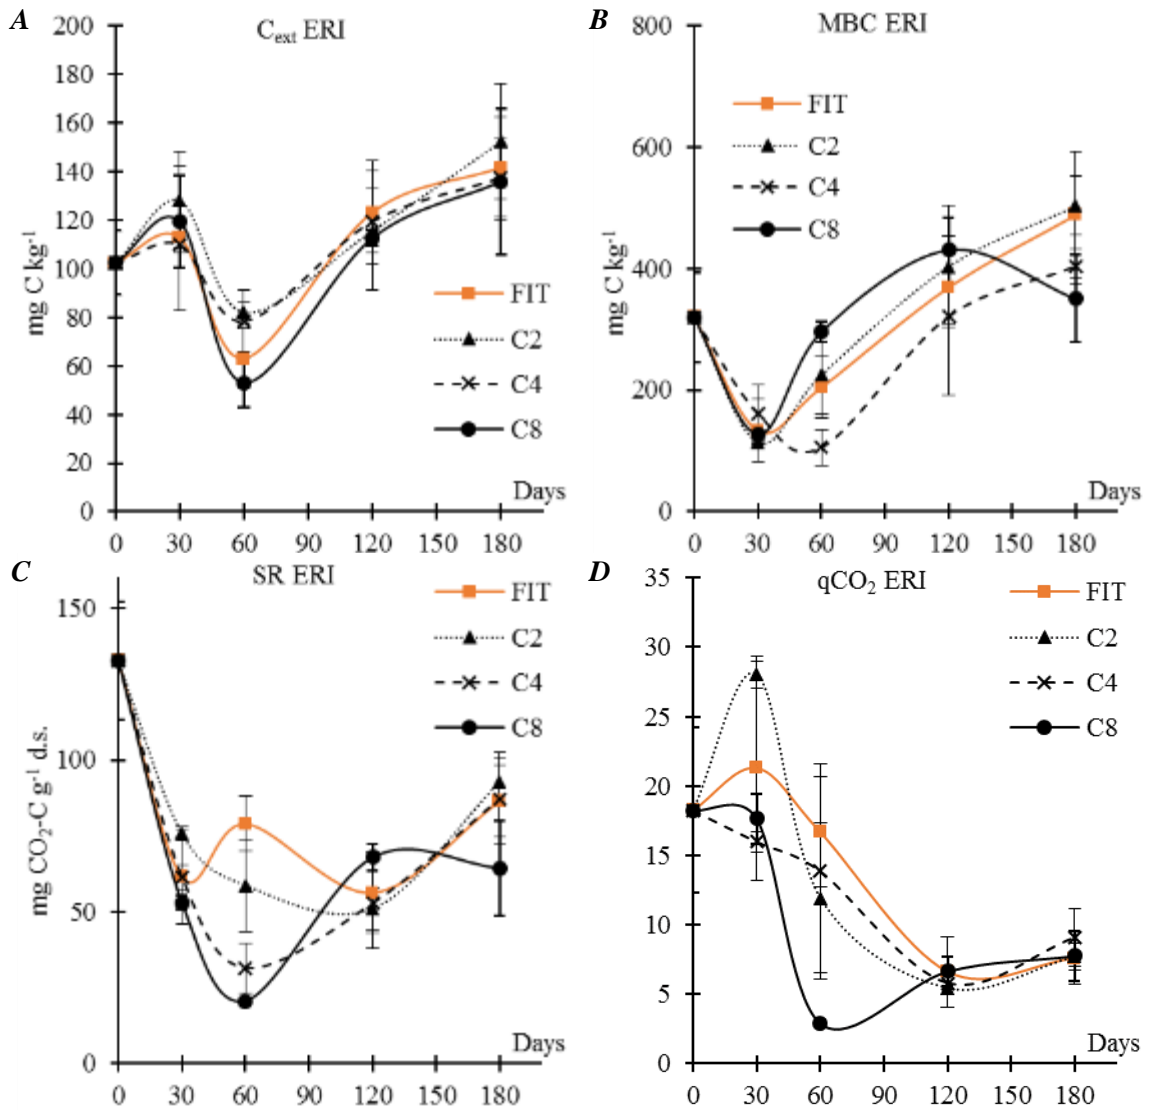 A
C_ext ERI
mg C kg⁻¹
200
180
160
140
120
100
80
60
40
20
0
FIT
C2
C4
C8
Days
0 30 60 90 120 150 180
B
MBC ERI
mg C kg⁻¹
800
600
400
200
0
FIT
C2
C4
C8
Days
0 30 60 90 120 150 180
C
SR ERI
mg CO₂-C g⁻¹ d.s.
150
100
50
0
FIT
C2
C4
C8
Days
0 30 60 90 120 150 180
D
qCO₂ ERI
35
30
25
20
15
10
5
0
FIT
C2
C4
C8
Days
0 30 60 90 120 150 180